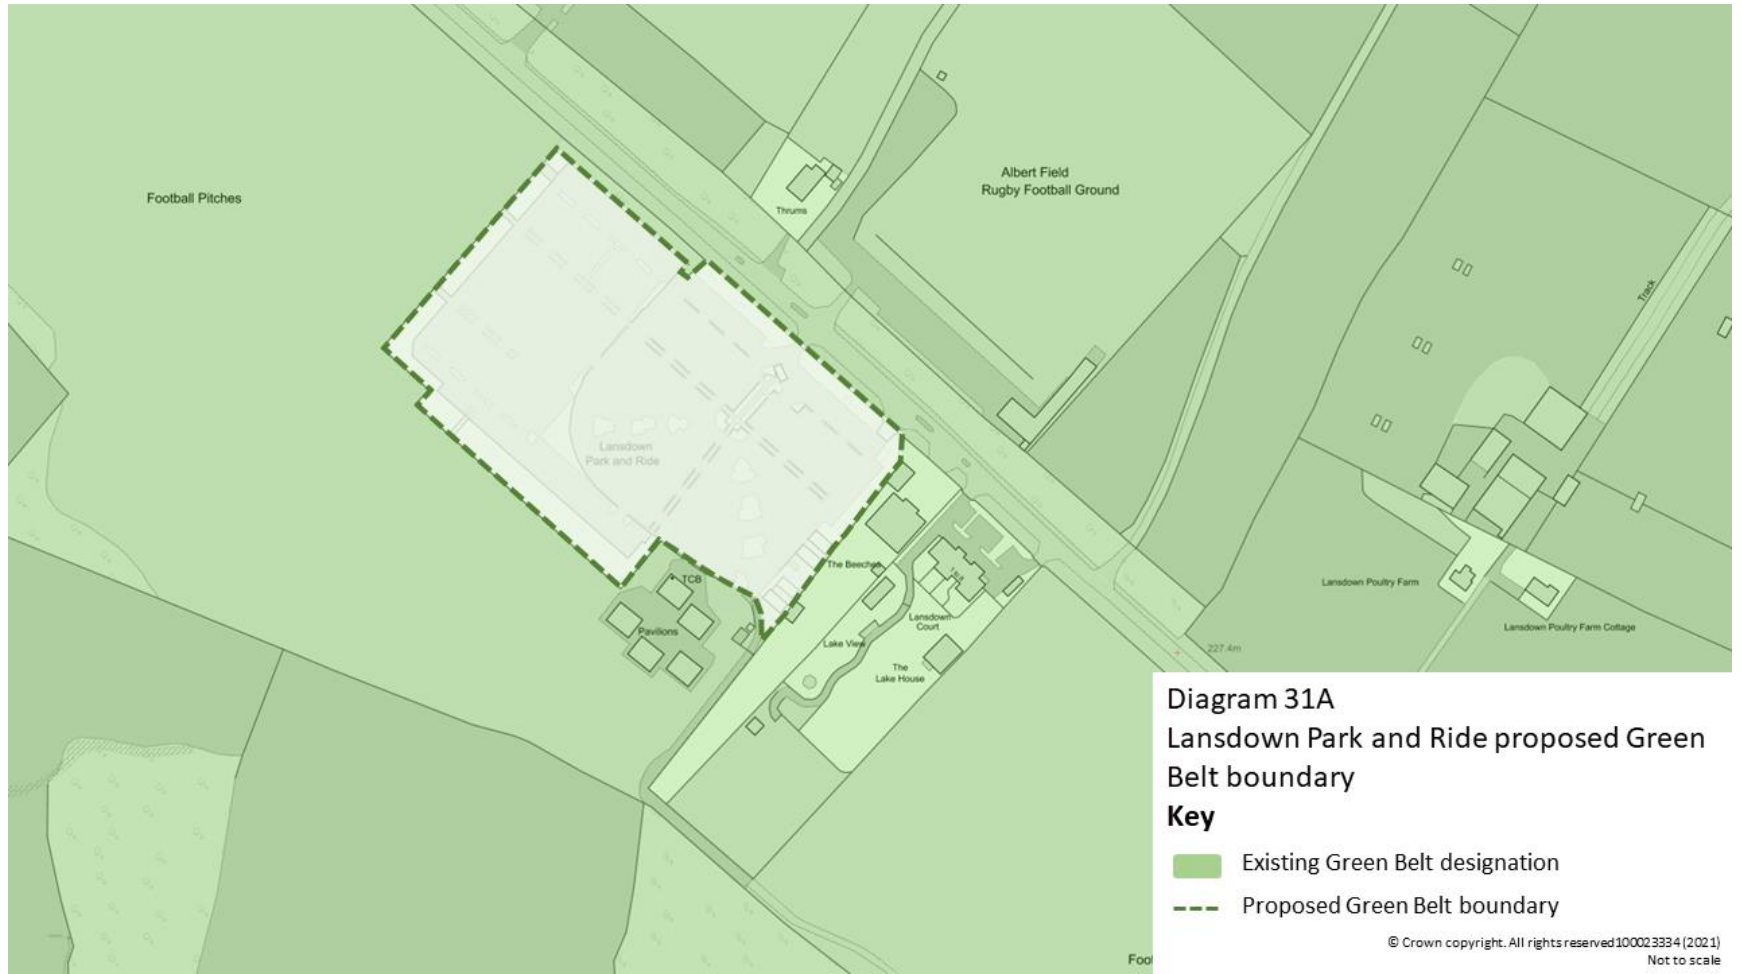 Football Pitches
Albert Field
Rugby Football Ground
Thrums
Track
Lansdown
Park and Ride
TCB
Pavilions
The Beeches
Lansdown
Court
Lake View
The
Lake House
Lansdown Poultry Farm
Lansdown Poultry Farm Cottage
227.4m
Foo
Diagram 31A
Lansdown Park and Ride proposed Green
Belt boundary
Key
Existing Green Belt designation
Proposed Green Belt boundary
© Crown copyright. All rights reserved 100023334 (2021)
Not to scale